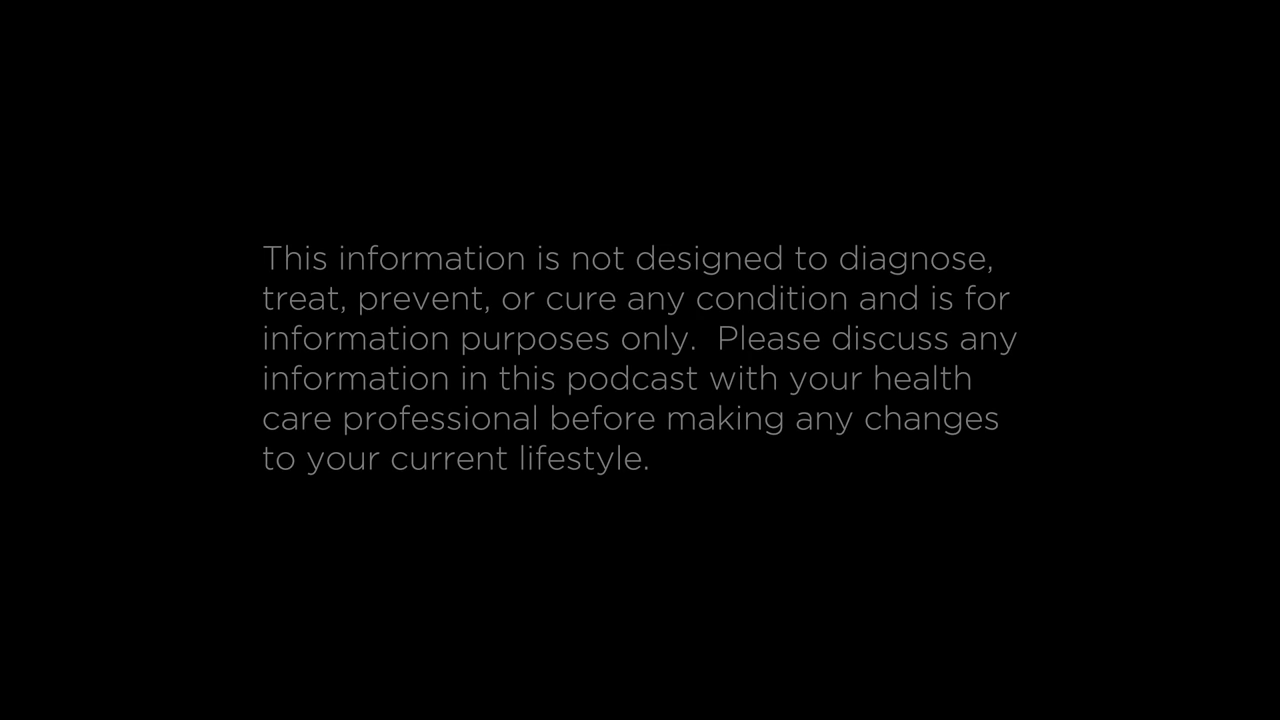 This information is not designed to diagnose,
treat, prevent, or cure any condition and is for
information purposes only.  Please discuss any
information in this podcast with your health
care professional before making any changes
to your current lifestyle.